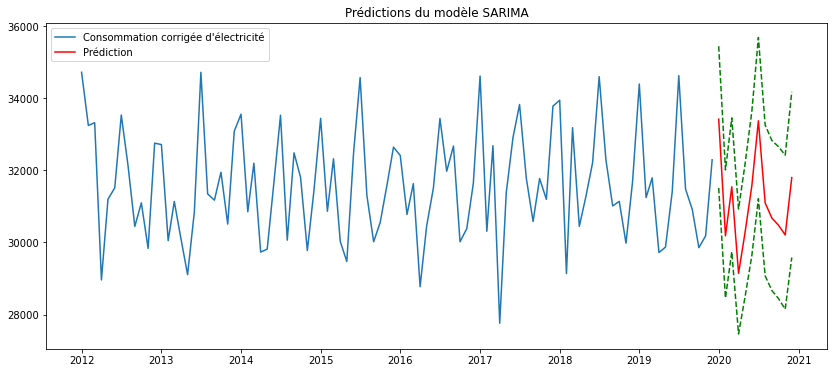 Prédictions du modèle SARIMA
Consommation corrigée d'électricité
Prédiction
36000
34000
32000
30000
28000
2012 2013 2014 2015 2016 2017 2018 2019 2020 2021